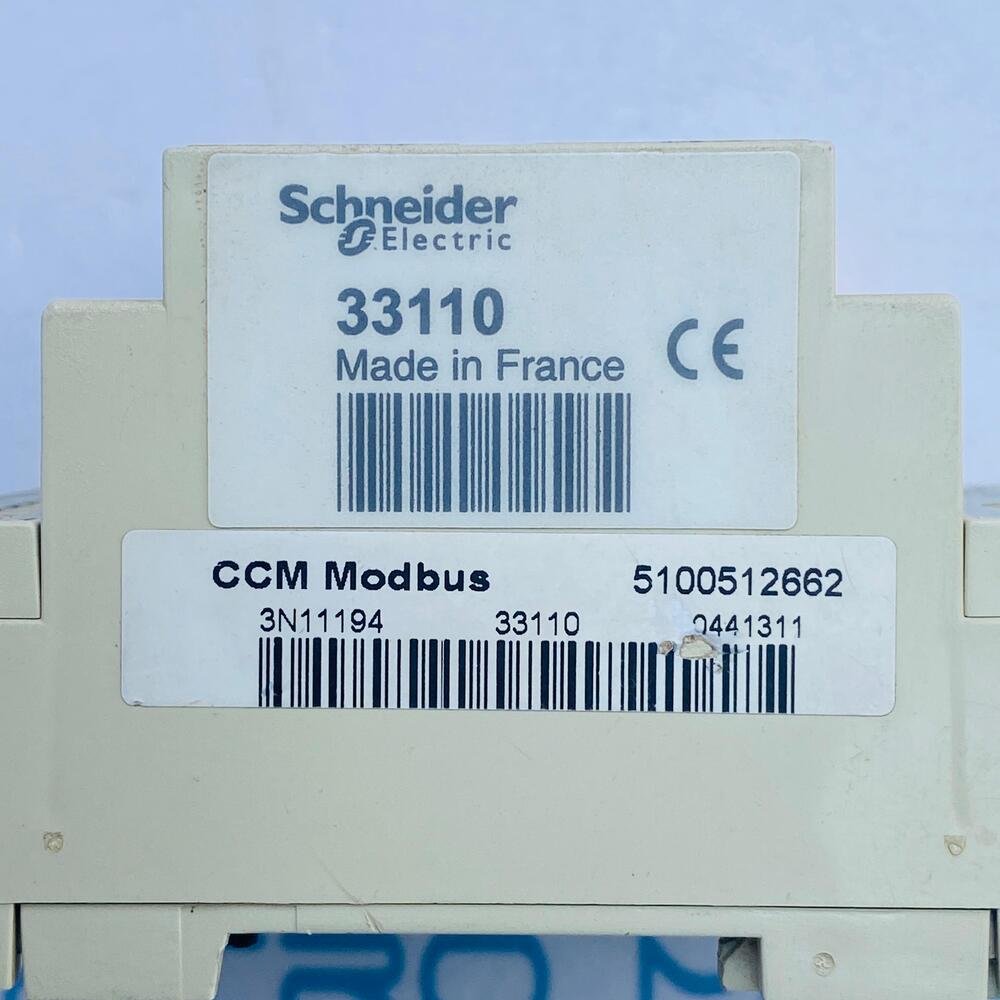 Schneider
Electric
33110
Made in France
CE
CCM Modbus 5100512662
3N11194 33110 0441311